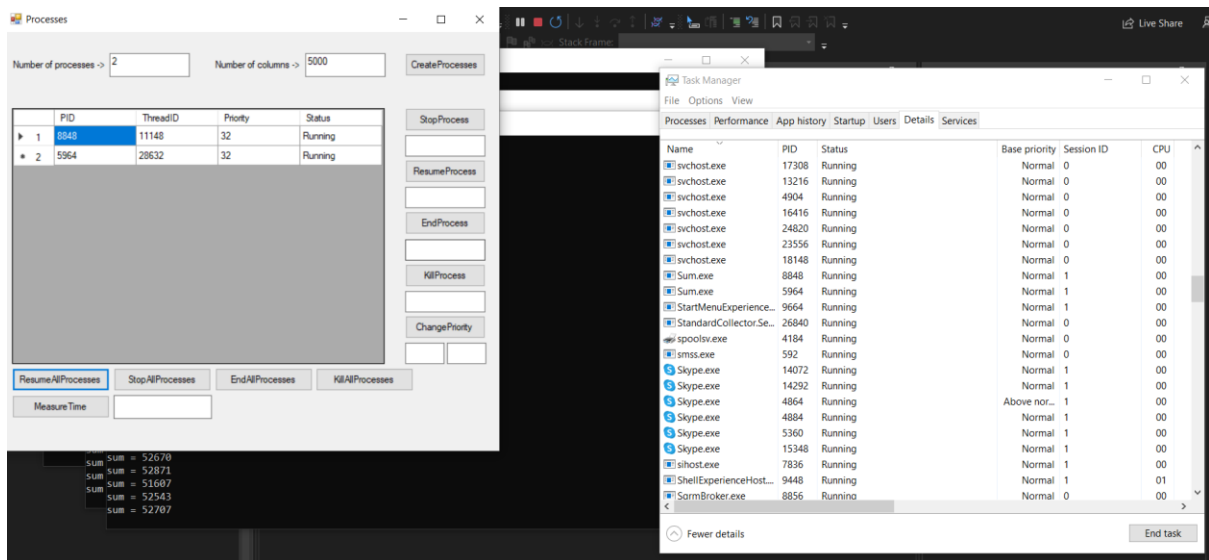 Processes
Number of processes -> 2 Number of columns -> 5000 CreateProcesses
PID ThreadID Priority Status
1 8848 11148 32 Running
2 5964 28632 32 Running
StopProcess
ResumeProcess
EndProcess
KillProcess
ChangePriority
ResumeAllProcesses StopAllProcesses EndAllProcesses KillAllProcesses
MeasureTime
sum = 52670
sum
sum = 52871
sum
sum = 51607
sum
sum = 52543
sum = 52707
Stack Frame:
Live Share
Task Manager
File Options View
Processes Performance App history Startup Users Details Services
Name PID Status Base priority Session ID CPU
svchost.exe 17308 Running Normal 0 00
svchost.exe 13216 Running Normal 0 00
svchost.exe 4904 Running Normal 0 00
svchost.exe 16416 Running Normal 0 00
svchost.exe 24820 Running Normal 0 00
svchost.exe 23556 Running Normal 0 00
svchost.exe 18148 Running Normal 0 00
Sum.exe 8848 Running Normal 1 00
Sum.exe 5964 Running Normal 1 00
StartMenuExperience... 9664 Running Normal 1 00
StandardCollector.Se... 26840 Running Normal 0 00
spoolsv.exe 4184 Running Normal 0 00
smss.exe 592 Running Normal 0 00
Skype.exe 14072 Running Normal 1 00
Skype.exe 14292 Running Normal 1 00
Skype.exe 4864 Running Above nor... 1 00
Skype.exe 4884 Running Normal 1 00
Skype.exe 5360 Running Normal 1 00
Skype.exe 15348 Running Normal 1 00
sihost.exe 7836 Running Normal 1 00
ShellExperienceHost.... 9448 Running Normal 1 01
SgrmBroker.exe 8856 Running Normal 0 00
Fewer details End task